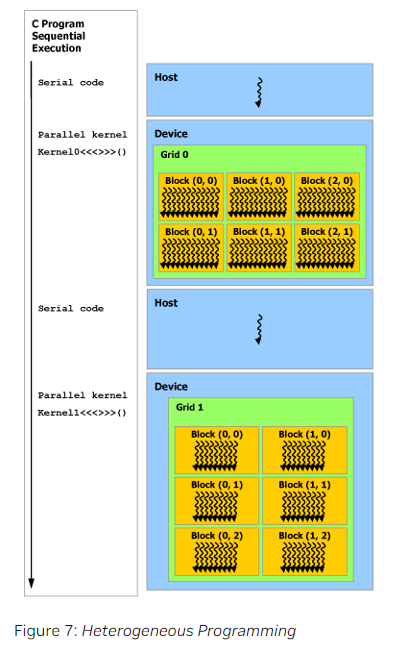 C Program
Sequential
Execution
Serial code
Host
Parallel kernel
Kernel0<<<>>>()
Device
Grid 0
Block (0, 0) Block (1, 0) Block (2, 0)
Block (0, 1) Block (1, 1) Block (2, 1)
Serial code
Host
Parallel kernel
Kernel1<<<>>>()
Device
Grid 1
Block (0, 0) Block (1, 0)
Block (0, 1) Block (1, 1)
Block (0, 2) Block (1, 2)
Figure 7: Heterogeneous Programming